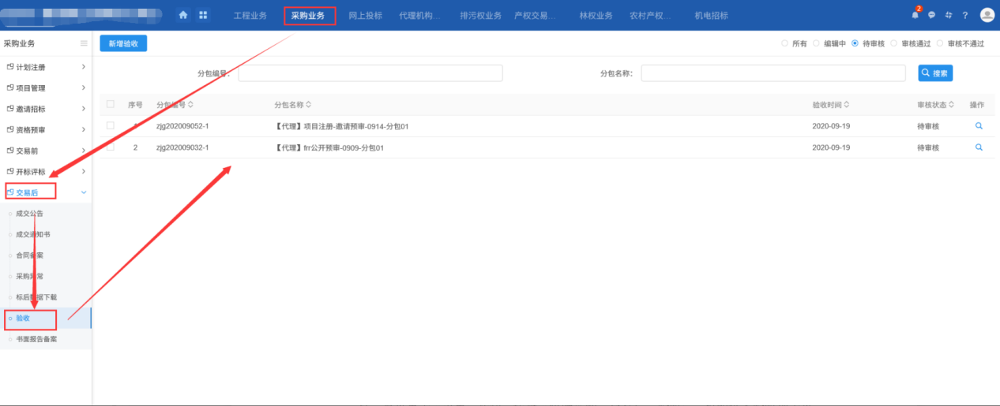 工程业务 采购业务 网上投标 代理机构... 排污权业务 产权交易... 林权业务 农村产权... 机电招标 2 ?
采购业务
新增验收 所有 编辑中 待审核 审核通过 审核不通过
计划注册
项目管理
邀请招标
资格预审
交易前
开标评标
交易后
成交公告
成交通知书
合同备案
采购异常
标后数据下载
验收
书面报告备案
分包编号: 分包名称: 搜索
序号 分包编号 分包名称 验收时间 审核状态 操作
zjg202009052-1 【代理】项目注册-邀请预审-0914-分包01 2020-09-19 待审核
2 zjg202009032-1 【代理】frr公开预审-0909-分包01 2020-09-19 待审核